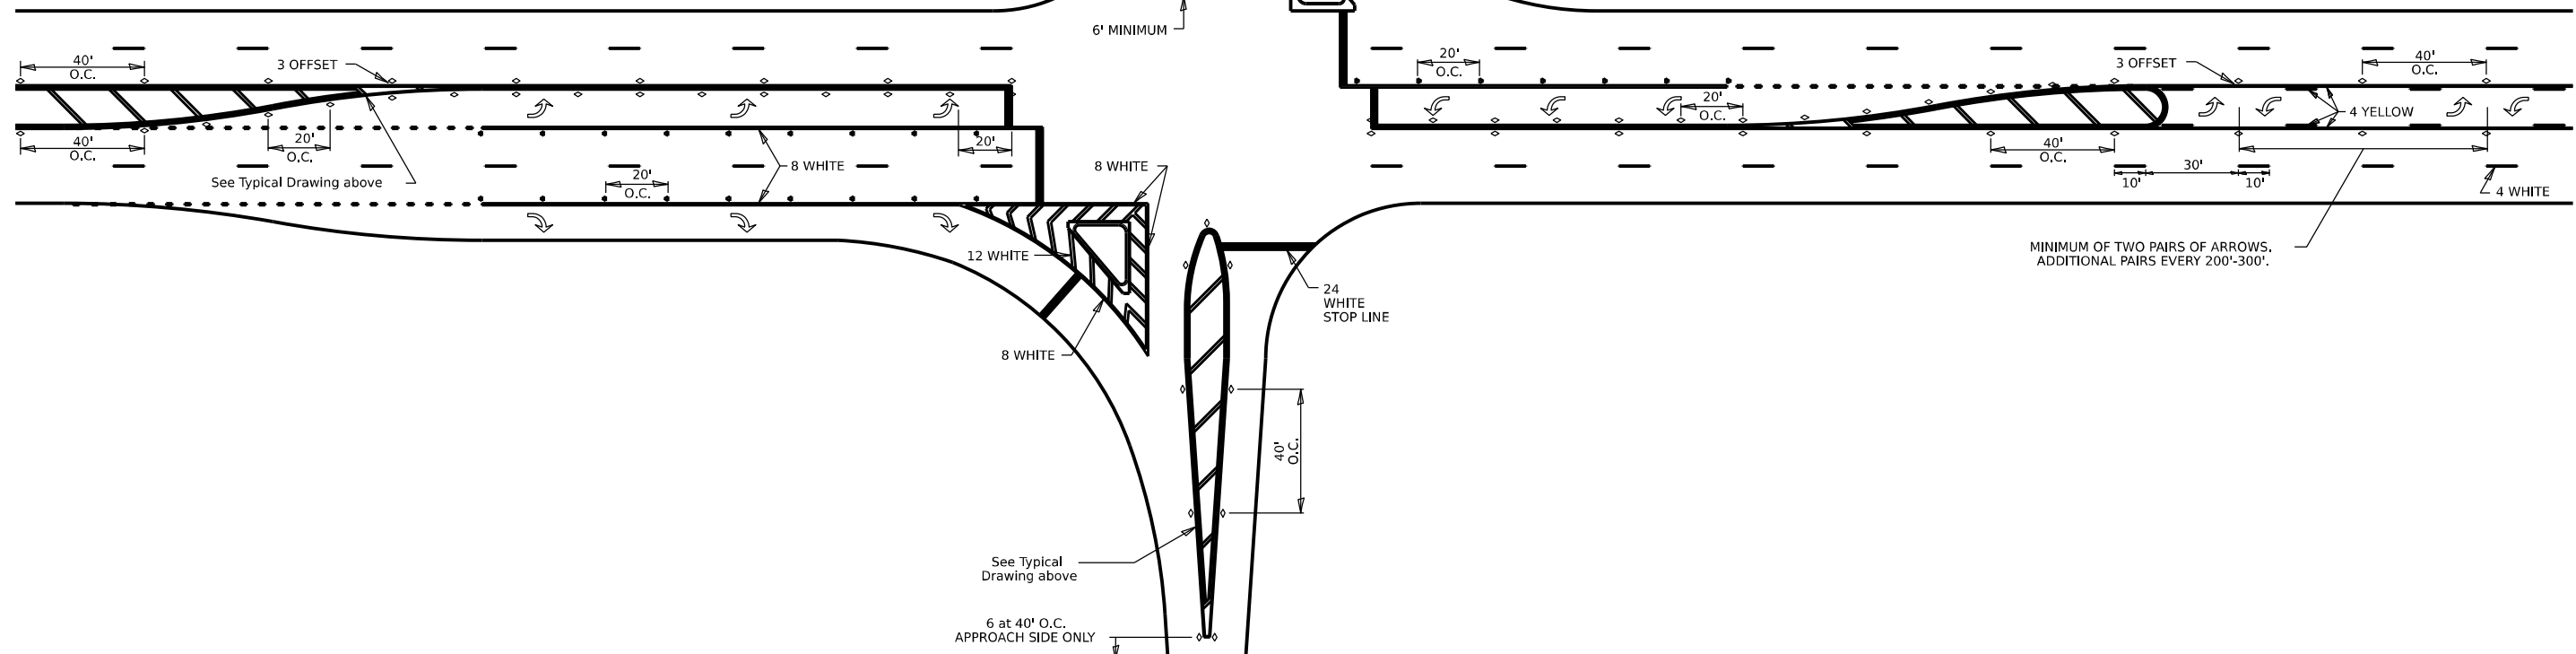 6' MINIMUM
40'
O.C.
3 OFFSET
20'
O.C.
3 OFFSET
40'
O.C.
20'
O.C.
4 YELLOW
40'
O.C.
20'
O.C.
20'
See Typical Drawing above
20'
O.C.
8 WHITE
8 WHITE
40'
O.C.
10'
30'
10'
4 WHITE
12 WHITE
MINIMUM OF TWO PAIRS OF ARROWS.
ADDITIONAL PAIRS EVERY 200'-300'.
24
WHITE
STOP LINE
8 WHITE
40'
O.C.
See Typical
Drawing above
6 at 40' O.C.
APPROACH SIDE ONLY